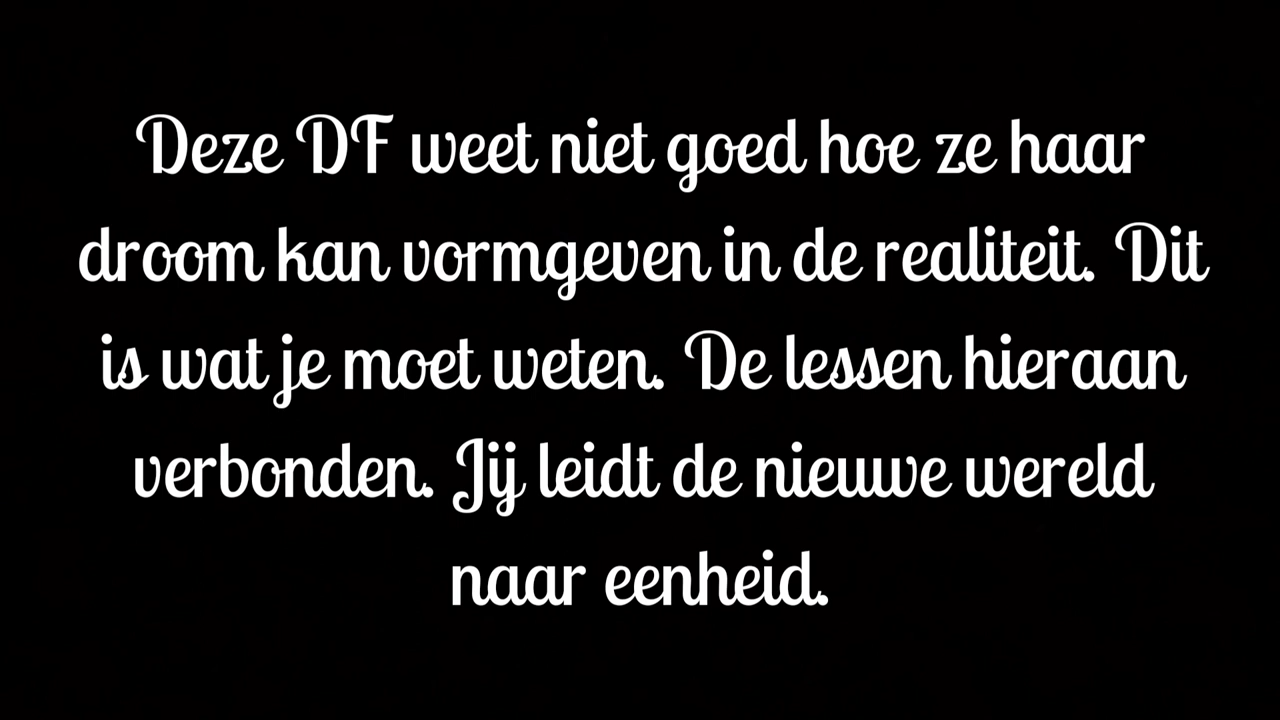 Deze DF weet niet goed hoe ze haar
droom kan vormgeven in de realiteit. Dit
is wat je moet weten. De lessen hieraan
verbonden. Jij leidt de nieuwe wereld
naar eenheid.